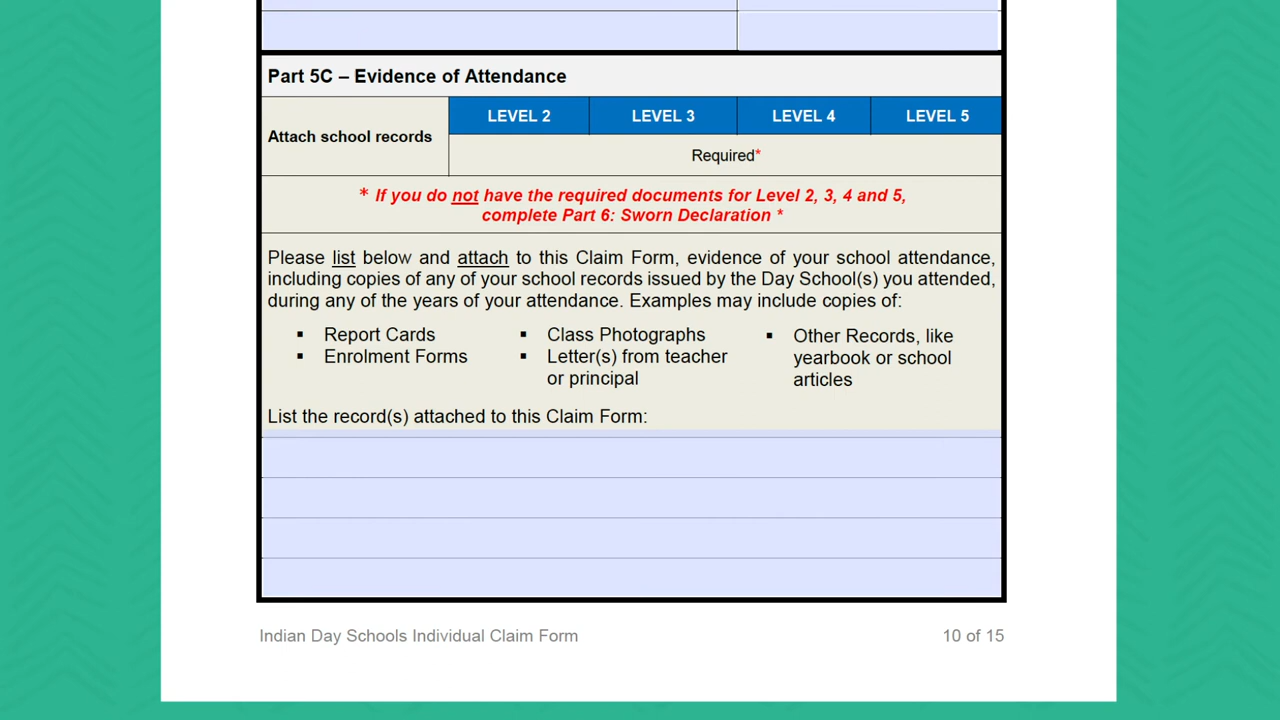 Part 5C – Evidence of Attendance
Attach school records
LEVEL 2 LEVEL 3 LEVEL 4 LEVEL 5
Required*
* If you do not have the required documents for Level 2, 3, 4 and 5,
complete Part 6: Sworn Declaration *
Please list below and attach to this Claim Form, evidence of your school attendance,
including copies of any of your school records issued by the Day School(s) you attended,
during any of the years of your attendance. Examples may include copies of:
▪ Report Cards
▪ Enrolment Forms
▪ Class Photographs
▪ Letter(s) from teacher
or principal
▪ Other Records, like
yearbook or school
articles
List the record(s) attached to this Claim Form:
Indian Day Schools Individual Claim Form
10 of 15